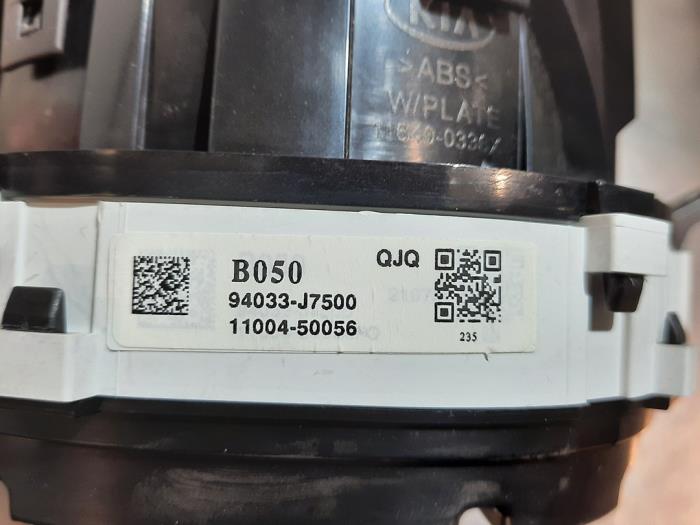 KIA
>ABS<
W/PLATE
B050
QJQ
94033-J7500
11004-50056
235